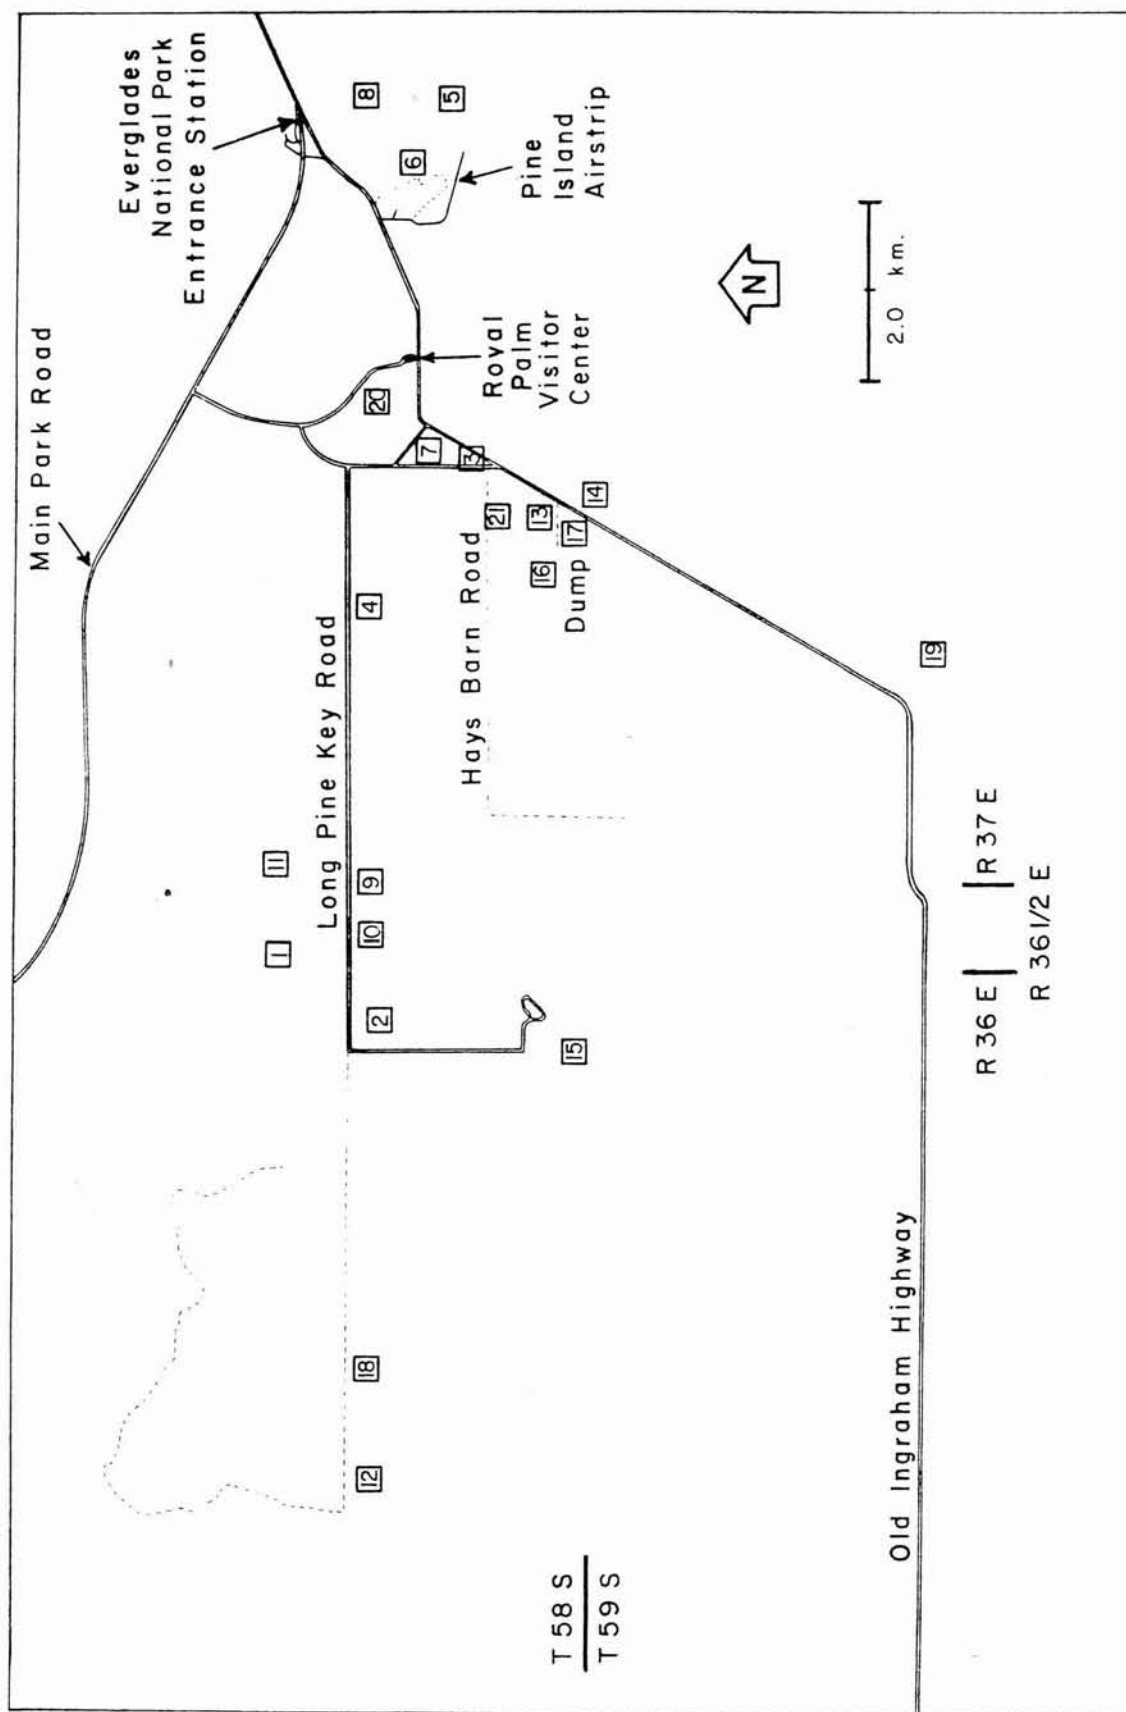 Main Park Road
Everglades
National Park
Entrance Station
1
11
Long Pine Key Road
12
18
2
10
9
4
20
8
6
7
5
3
Hays Barn Road
21
Roval
Palm
Visitor
Center
Pine
Island
Airstrip
16
13
15
Dump
17
14
T 58 S
T 59 S
N
2.0 km.
Old Ingraham Highway
19
R 36 E
R 37 E
R 36 1/2 E